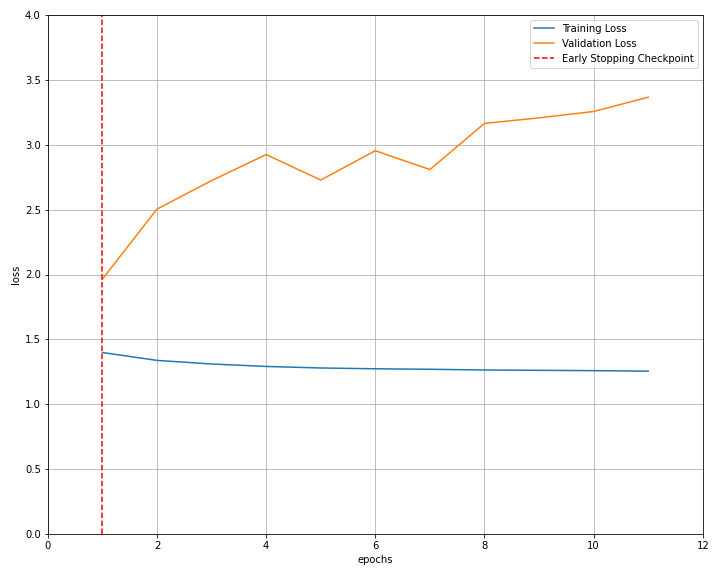 4.0
3.5
3.0
2.5
2.0
1.5
1.0
0.5
0.0
loss
0 2 4 6 8 10 12
epochs
Training Loss
Validation Loss
Early Stopping Checkpoint